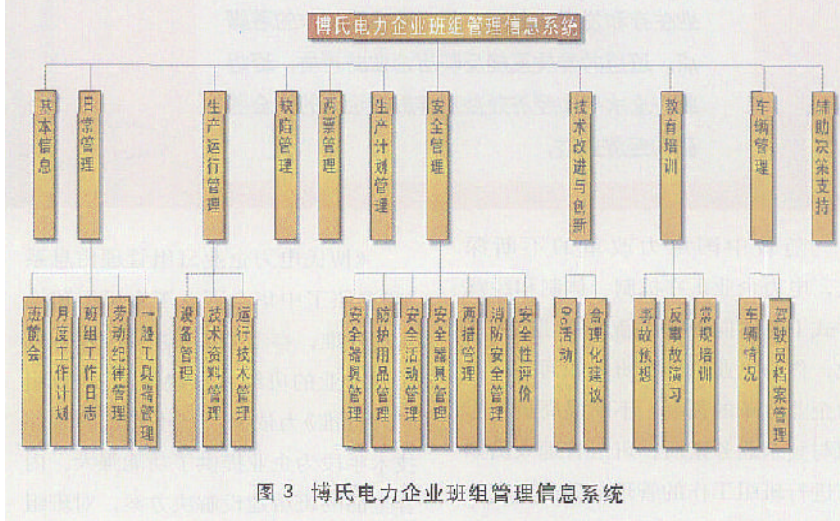 博氏电力企业班组管理信息系统
基本信息
日常管理
生产运行管理
缺陷管理
两票管理
生产计划管理
安全管理
技术改进与创新
教育培训
车辆管理
辅助决策支持
班前会
月度工作计划
班组工作日志
劳动纪律管理
一般工具器管理
设备管理
技术资料管理
运行技术管理
安全器具管理
防护用品管理
安全活动管理
安全器具管理
两措管理
消防安全管理
安全性评价
Qc活动
合理化建议
事故预想
反事故演习
常规培训
车辆情况
驾驶员档案管理
图 3 博氏电力企业班组管理信息系统